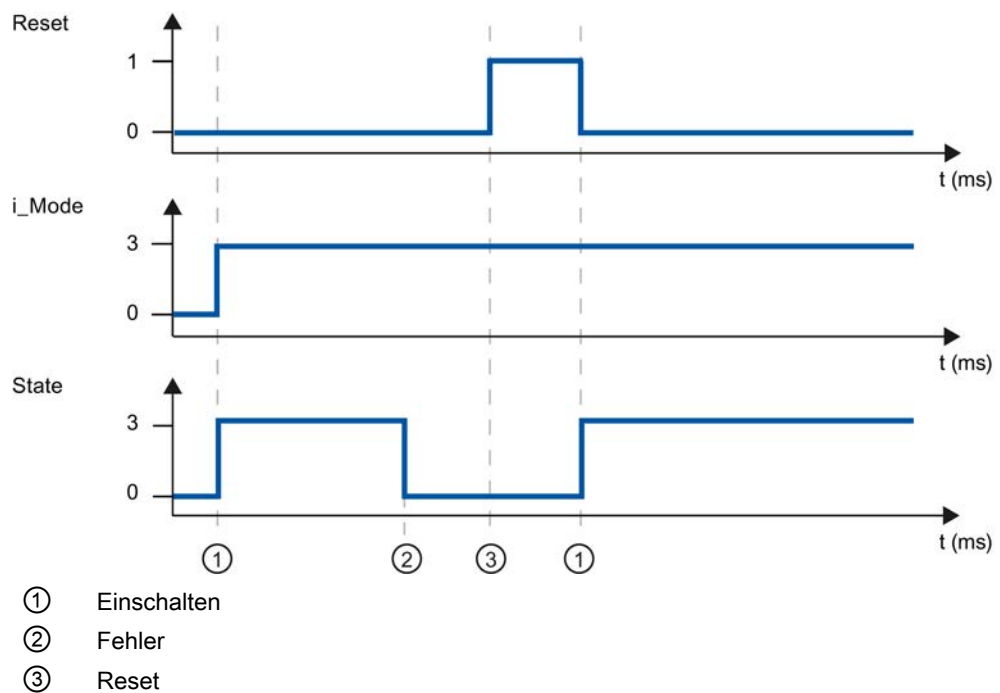 Reset
1
0
t (ms)
i_Mode
3
0
t (ms)
State
3
0
t (ms)
① ② ③ ①
① Einschalten
② Fehler
③ Reset